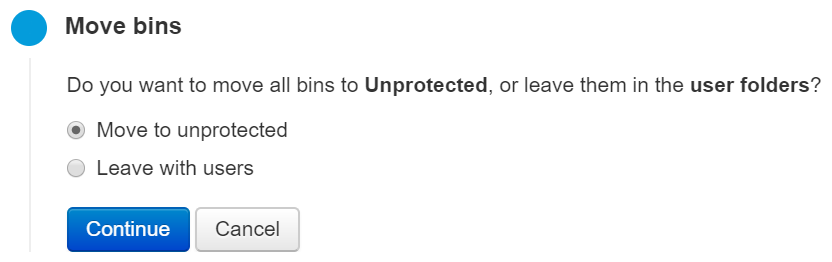 Move bins
Do you want to move all bins to Unprotected, or leave them in the user folders?
Move to unprotected
Leave with users
Continue Cancel